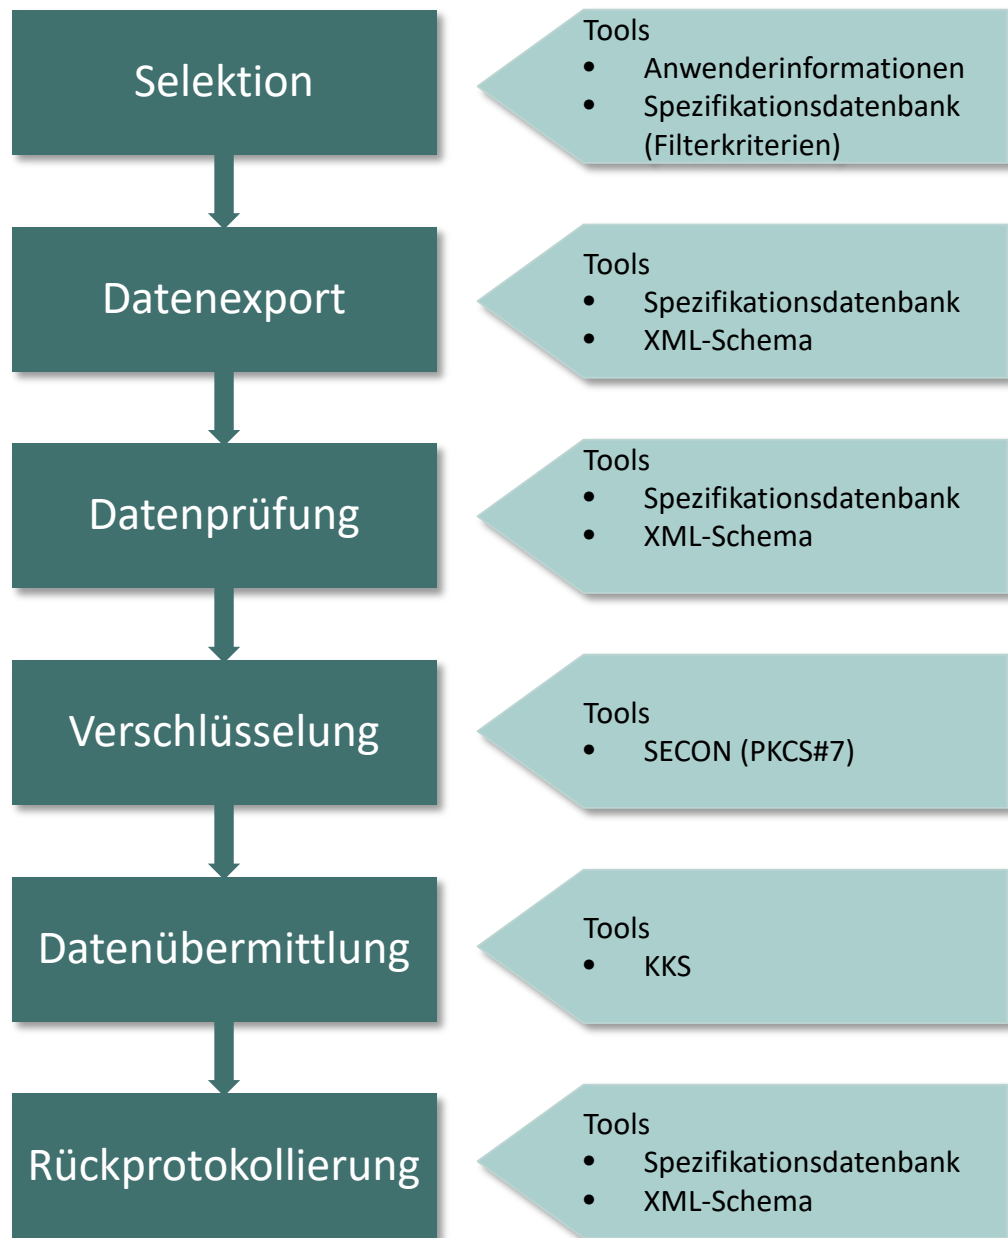 Selektion
Tools
• Anwenderinformationen
• Spezifikationsdatenbank
(Filterkriterien)
Datenexport
Tools
• Spezifikationsdatenbank
• XML-Schema
Datenprüfung
Tools
• Spezifikationsdatenbank
• XML-Schema
Verschlüsselung
Tools
• SECON (PKCS#7)
Datenübermittlung
Tools
• KKS
Rückprotokollierung
Tools
• Spezifikationsdatenbank
• XML-Schema